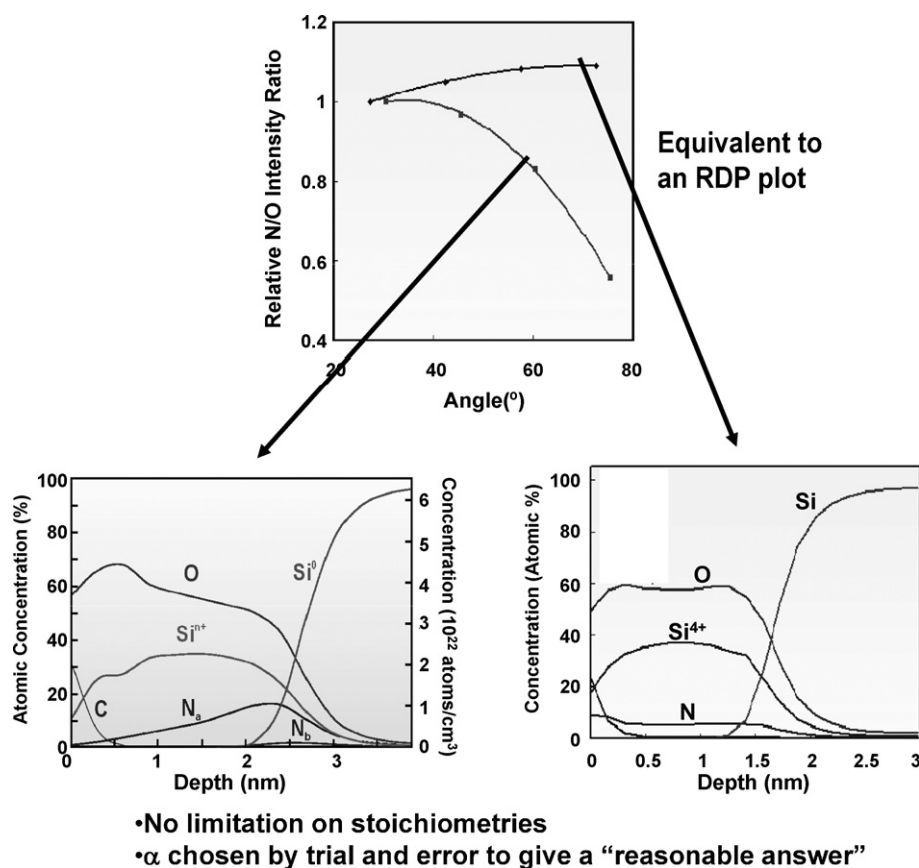 Relative N/O Intensity Ratio
1.2
1
0.8
0.6
0.4
20
40
60
80
Angle(º)
Equivalent to
an RDP plot
Atomic Concentration (%)
100
80
60
40
20
0
O
Si⁰
Siⁿ⁺
C
Nₐ
N_b
6
5
4
3
2
1
0
Concentration (10²² atoms/cm³)
0
1
2
3
Depth (nm)
Concentration (Atomic %)
100
80
60
40
20
0
Si
O
Si⁴⁺
N
0
0.5
1
1.5
2
2.5
3
Depth (nm)
•No limitation on stoichiometries
•α chosen by trial and error to give a “reasonable answer”